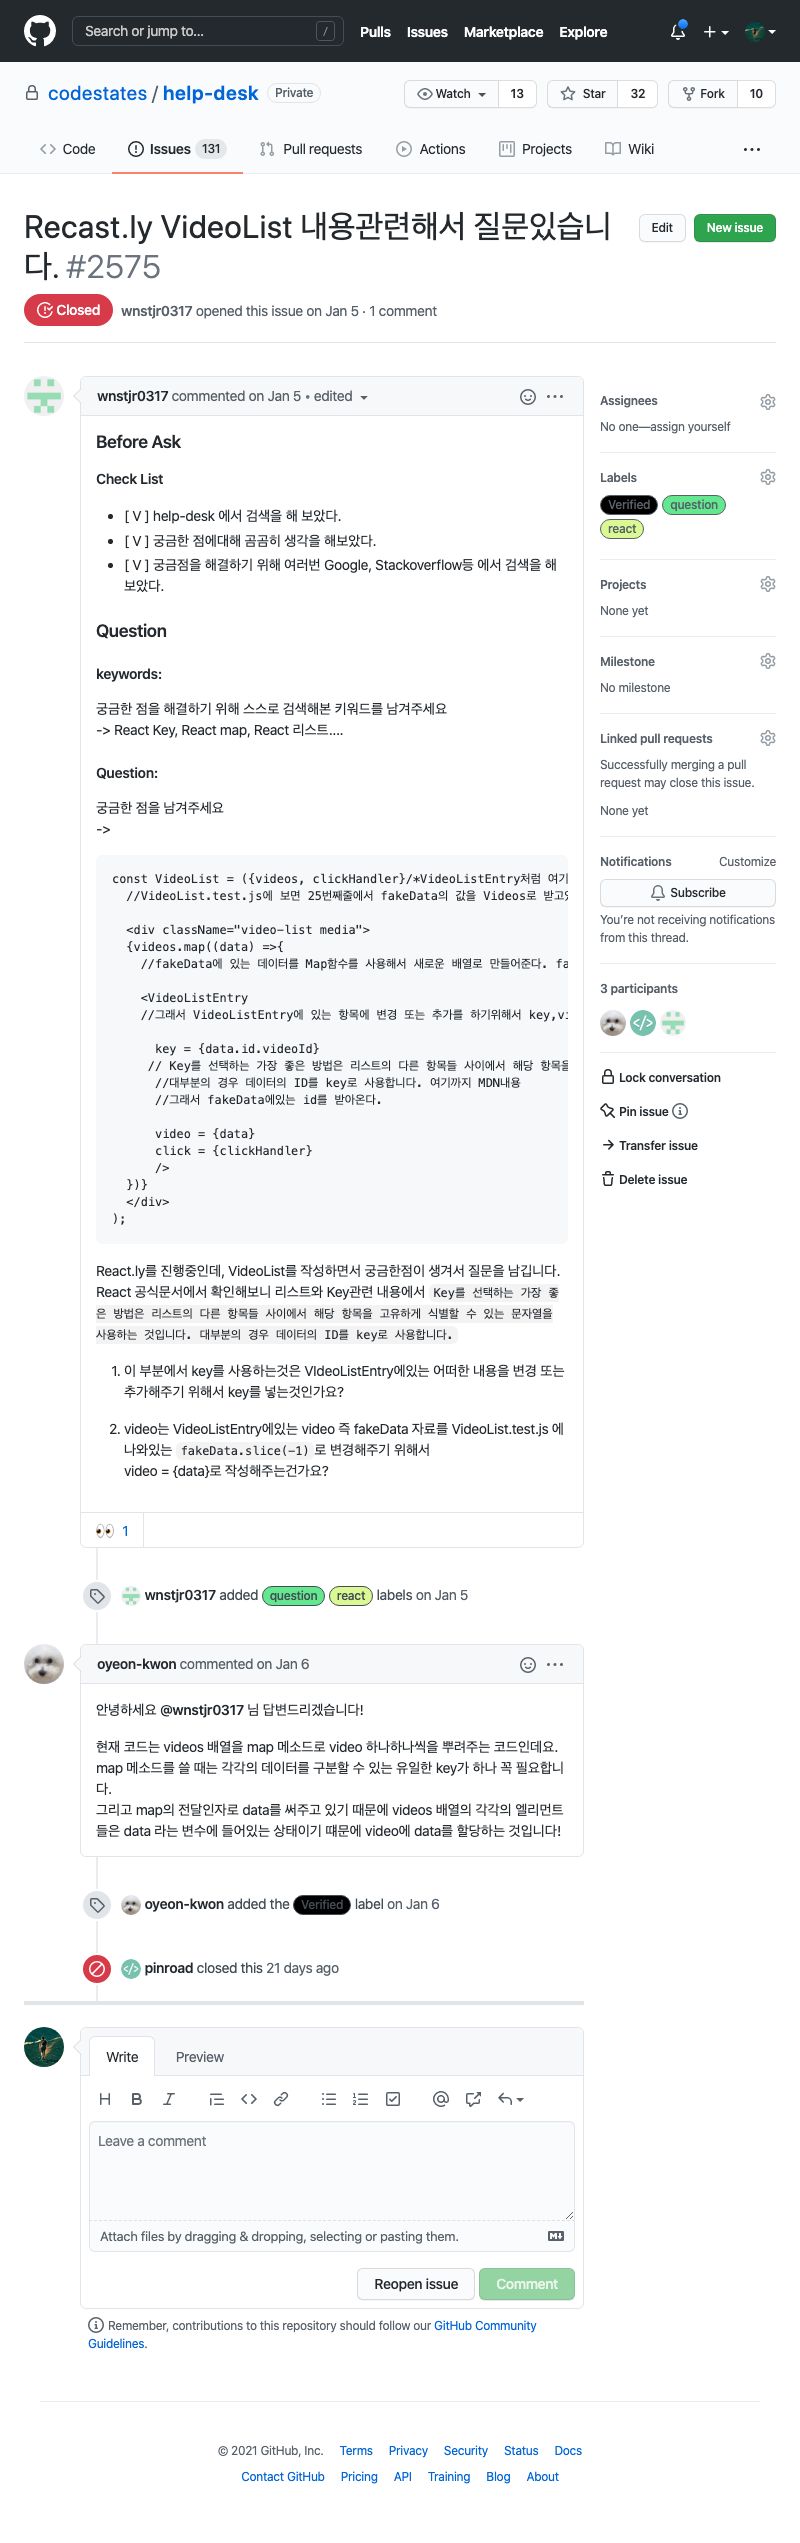 Search or jump to...
/
Pulls Issues Marketplace Explore
codestates / help-desk Private
Watch 13 Star 32 Fork 10
Code Issues 131 Pull requests Actions Projects Wiki ...
Recast.ly VideoList 내용관련해서 질문있습니
다. #2575
Edit New issue
Closed wnstjr0317 opened this issue on Jan 5 · 1 comment
wnstjr0317 commented on Jan 5 • edited
Before Ask
Check List
[ V ] help-desk 에서 검색을 해 보았다.
[ V ] 궁금한 점에대해 곰곰히 생각을 해보았다.
[ V ] 궁금점을 해결하기 위해 여러번 Google, Stackoverflow등 에서 검색을 해
보았다.
Question
keywords:
궁금한 점을 해결하기 위해 스스로 검색해본 키워드를 남겨주세요
-> React Key, React map, React 리스트....
Question:
궁금한 점을 남겨주세요
->
const VideoList = ({videos, clickHandler}/*VideoListEntry처럼 여기
//VideoList.test.js에 보면 25번째줄에서 fakeData의 값을 Videos로 받고있
<div className="video-list media">
{videos.map((data) =>{
//fakeData에 있는 데이터를 Map함수를 사용해서 새로운 배열로 만들어준다. fa
<VideoListEntry
//그래서 VideoListEntry에 있는 항목에 변경 또는 추가를 하기위해서 key,vi
key = {data.id.videoId}
// Key를 선택하는 가장 좋은 방법은 리스트의 다른 항목들 사이에서 해당 항목을
//대부분의 경우 데이터의 ID를 key로 사용합니다. 여기까지 MDN내용
//그래서 fakeData에있는 id를 받아온다.
video = {data}
click = {clickHandler}
/>
})}
</div>
);
React.ly를 진행중인데, VideoList를 작성하면서 궁금한점이 생겨서 질문을 남깁니다.
React 공식문서에서 확인해보니 리스트와 Key관련 내용에서 Key를 선택하는 가장 좋
은 방법은 리스트의 다른 항목들 사이에서 해당 항목을 고유하게 식별할 수 있는 문자열을
사용하는 것입니다. 대부분의 경우 데이터의 ID를 key로 사용합니다.
1. 이 부분에서 key를 사용하는것은 VIdeoListEntry에있는 어떠한 내용을 변경 또는
추가해주기 위해서 key를 넣는것인가요?
2. video는 VideoListEntry에있는 video 즉 fakeData 자료를 VideoList.test.js 에
나와있는 fakeData.slice(-1) 로 변경해주기 위해서
video = {data}로 작성해주는건가요?
1
wnstjr0317 added question react labels on Jan 5
oyeon-kwon commented on Jan 6
안녕하세요 @wnstjr0317 님 답변드리겠습니다!
현재 코드는 videos 배열을 map 메소드로 video 하나하나씩을 뿌려주는 코드인데요.
map 메소드를 쓸 때는 각각의 데이터를 구분할 수 있는 유일한 key가 하나 꼭 필요합니
다.
그리고 map의 전달인자로 data를 써주고 있기 때문에 videos 배열의 각각의 엘리먼트
들은 data 라는 변수에 들어있는 상태이기 떄문에 video에 data를 할당하는 것입니다!
oyeon-kwon added the Verified label on Jan 6
pinroad closed this 21 days ago
Assignees
No one—assign yourself
Labels
Verified question
react
Projects
None yet
Milestone
No milestone
Linked pull requests
Successfully merging a pull
request may close this issue.
None yet
Notifications Customize
Subscribe
You're not receiving notifications
from this thread.
3 participants
Lock conversation
Pin issue
Transfer issue
Delete issue
Write Preview
Leave a comment
Attach files by dragging & dropping, selecting or pasting them.
Reopen issue Comment
Remember, contributions to this repository should follow our GitHub Community
Guidelines.
© 2021 GitHub, Inc. Terms Privacy Security Status Docs
Contact GitHub Pricing API Training Blog About